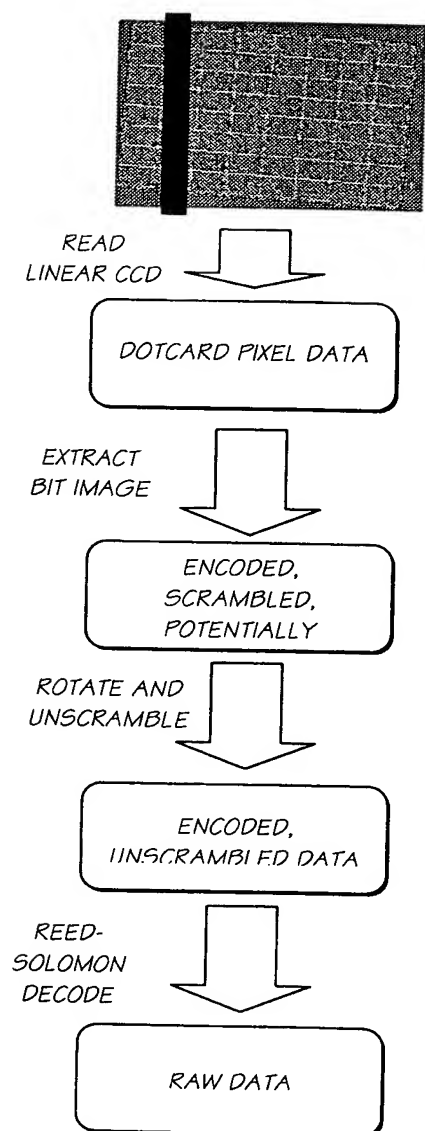 READ
LINEAR CCD
DOTCARD PIXEL DATA
EXTRACT
BIT IMAGE
ENCODED,
SCRAMBLED,
POTENTIALLY
ROTATE AND
UNSCRAMBLE
ENCODED,
UNSCRAMBLED DATA
REED-
SOLOMON
DECODE
RAW DATA